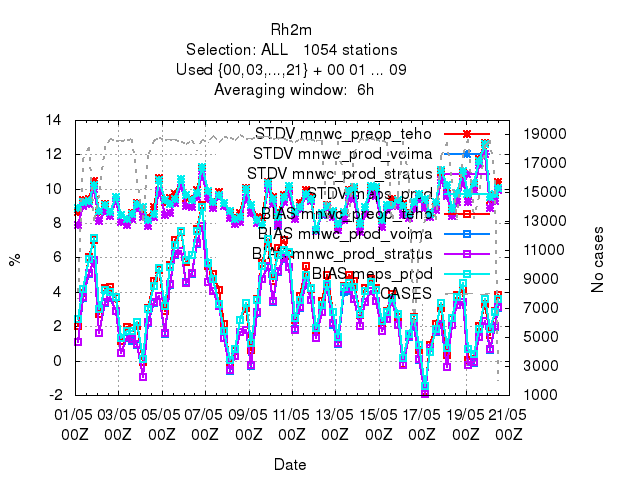 Rh2m
Selection: ALL   1054 stations
Used {00,03,...,21} + 00 01 ... 09
Averaging window:  6h
14
12
10
8
6
4
2
0
-2
%
STDV mnwc_preop_teho
STDV mnwc_prod_voima
STDV mnwc_prod_stratus
STDV meps_prod
BIAS mnwc_preop_teho
BIAS mnwc_prod_voima
BIAS mnwc_prod_stratus
BIAS meps_prod
CASES
19000
17000
15000
13000
11000
9000
7000
5000
3000
1000
No cases
01/05 03/05 05/05 07/05 09/05 11/05 13/05 15/05 17/05 19/05 21/05
00Z 00Z 00Z 00Z 00Z 00Z 00Z 00Z 00Z 00Z 00Z
Date